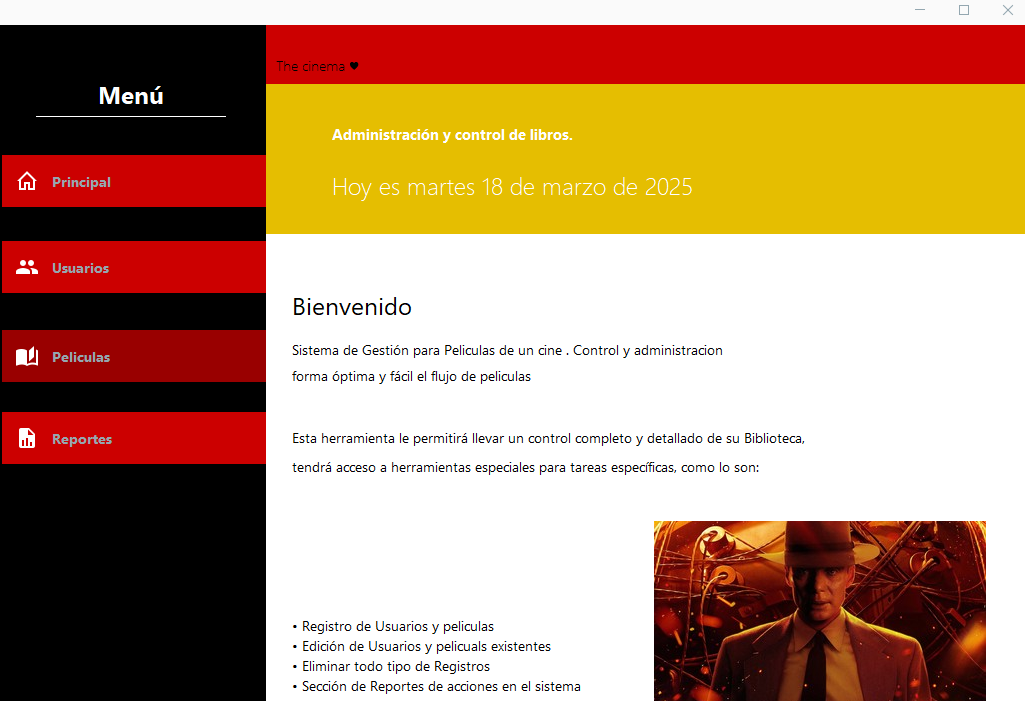 Menú
Principal
Usuarios
Peliculas
Reportes
The cinema ♥
Administración y control de libros.
Hoy es martes 18 de marzo de 2025
Bienvenido
Sistema de Gestión para Peliculas de un cine . Control y administracion
forma óptima y fácil el flujo de peliculas
Esta herramienta le permitirá llevar un control completo y detallado de su Biblioteca,
tendrá acceso a herramientas especiales para tareas específicas, como lo son:
• Registro de Usuarios y peliculas
• Edición de Usuarios y pelicuals existentes
• Eliminar todo tipo de Registros
• Sección de Reportes de acciones en el sistema